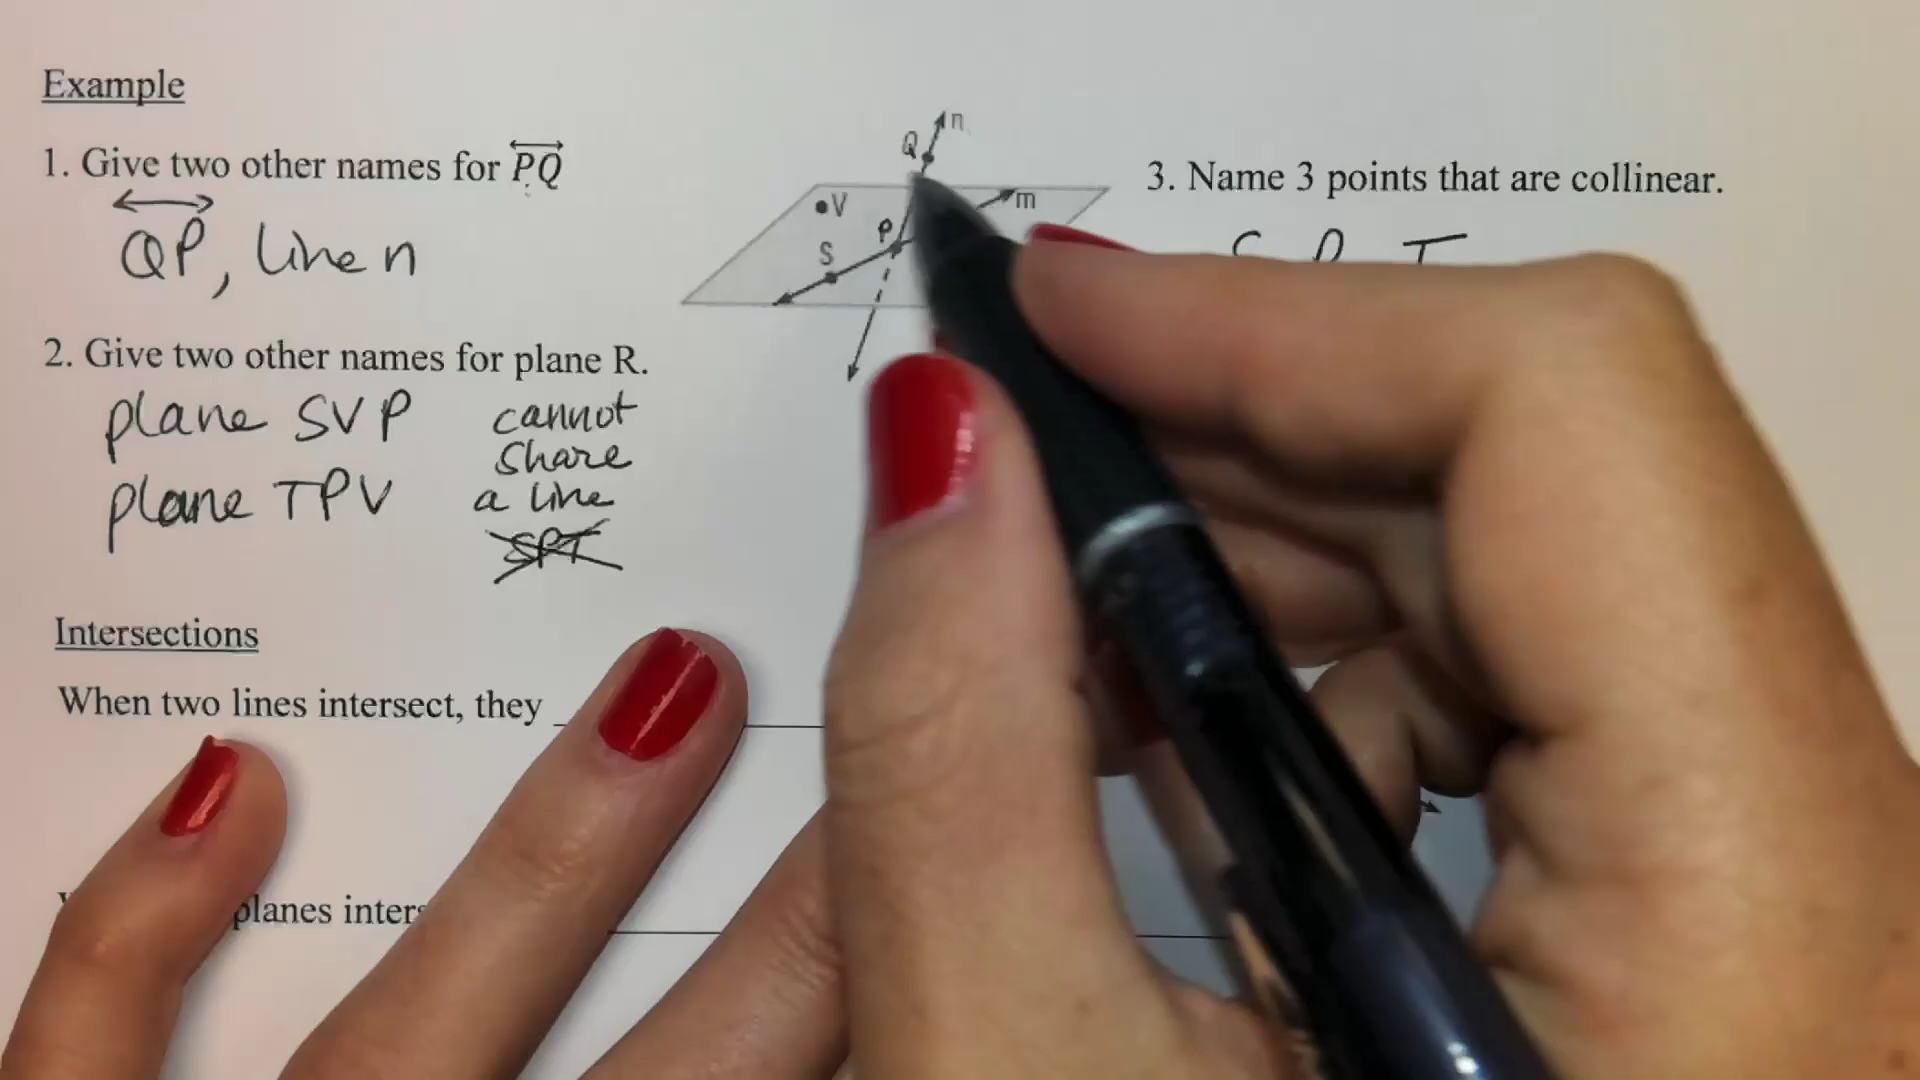 Example
1. Give two other names for PQ
QP, line n
2. Give two other names for plane R.
plane SVP
plane TPV
cannot
share
a line
SPT
n
Q
V
m
P
S
3. Name 3 points that are collinear.
Intersections
When two lines intersect, they
planes